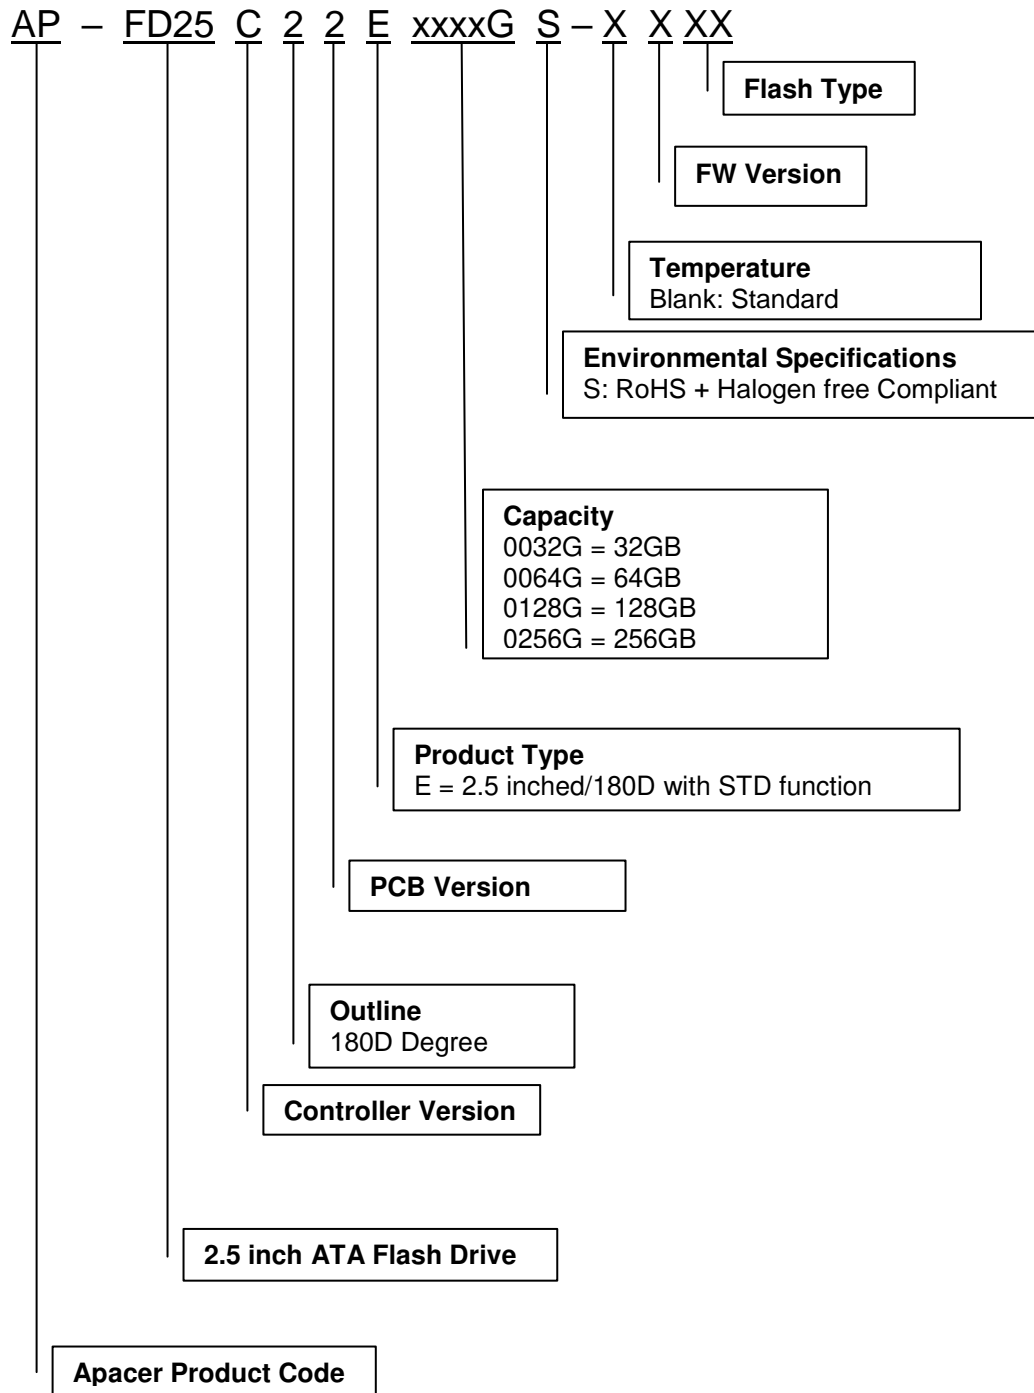 AP – FD25 C 2 2 E xxxxG S – X X XX
Flash Type
FW Version
Temperature
Blank: Standard
Environmental Specifications
S: RoHS + Halogen free Compliant
Capacity
0032G = 32GB
0064G = 64GB
0128G = 128GB
0256G = 256GB
Product Type
E = 2.5 inched/180D with STD function
PCB Version
Outline
180D Degree
Controller Version
2.5 inch ATA Flash Drive
Apacer Product Code